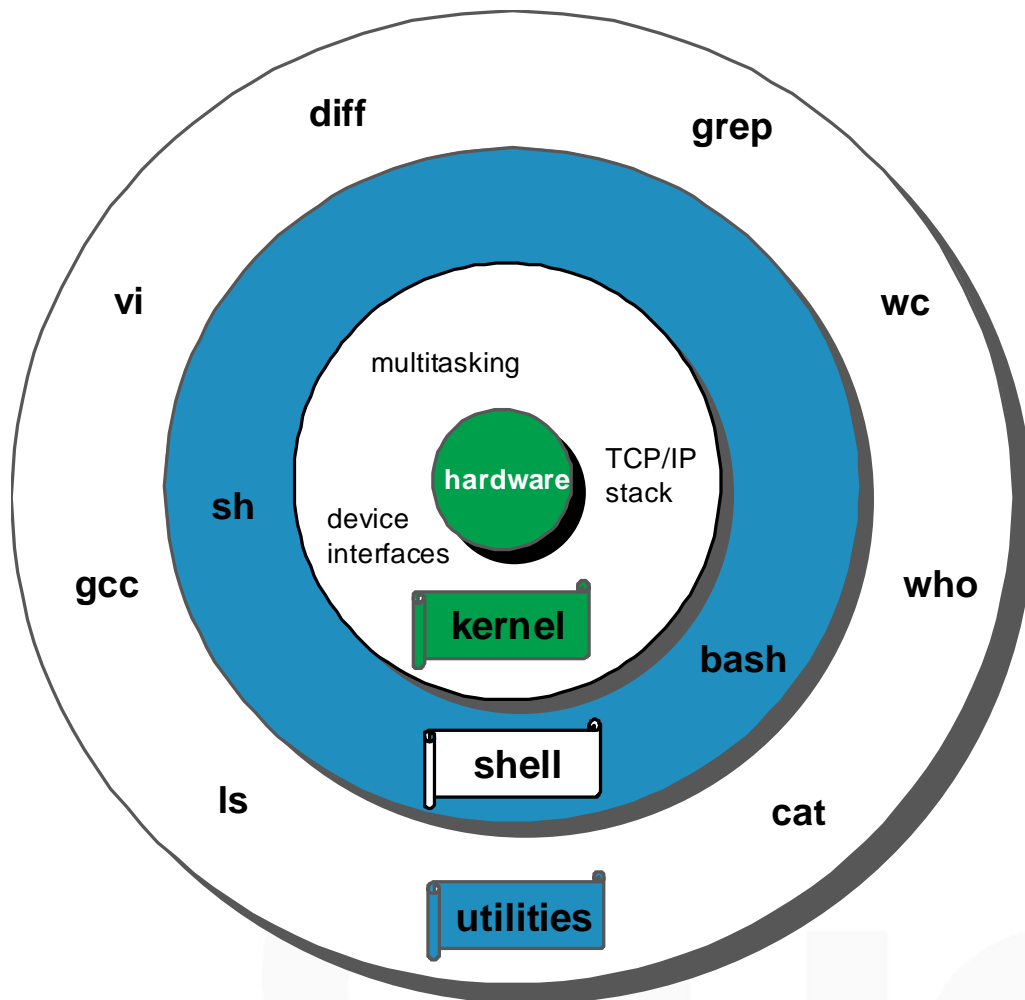 diff
grep
vi
wc
multitasking
TCP/IP
stack
hardware
sh
device
interfaces
gcc
who
kernel
bash
shell
ls
cat
utilities